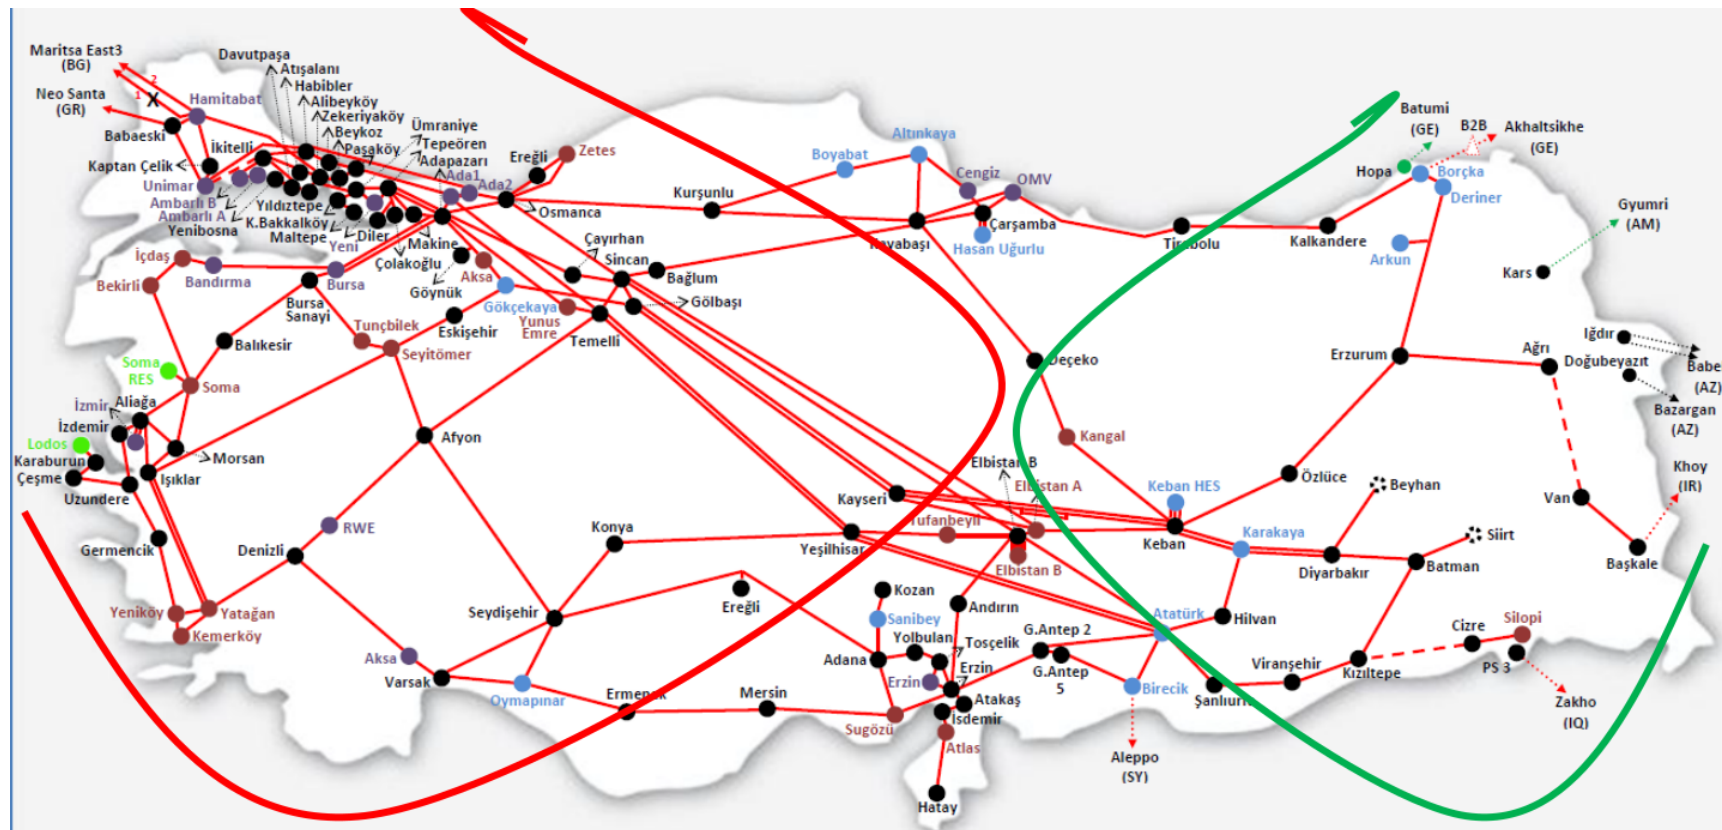 Maritsa East3
(BG)
Neo Santa
(GR)
2
1
X
Hamitabat
Babaeski
Kaptan Çelik
İkitelli
Unimar
Ambarlı B
Ambarlı A
Yenibosna
Davutpaşa
Atışalanı
Habibler
Alibeyköy
Zekeriyaköy
Beykoz
Paşaköy
Ümraniye
Tepeören
Adapazarı
Ada1
Ada2
Ereğli
Zetes
Osmanca
Yıldıztepe
K.Bakkalköy
Maltepe
Yeni
Diler
Çolakoğlu
Makine
Göynük
Aksa
Gökçekaya
Eskişehir
Yunus
Emre
Temelli
Çayırhan
Sincan
Bağlum
Gölbaşı
Kurşunlu
Boyabat
Altınkaya
Cengiz
OMV
Çarşamba
Hasan Uğurlu
Kayabaşı
Tirebolu
Kalkandere
Batumi
(GE)
B2B
Akhaltsikhe
(GE)
Hopa
Borçka
Deriner
Arkun
Gyumri
(AM)
Kars
Iğdır
Doğubeyazıt
Babe
(AZ)
Bazargan
(AZ)
Erzurum
Ağrı
Khoy
(IR)
Van
Başkale
İçdaş
Bekirli
Bandırma
Bursa
Bursa
Sanayi
Tunçbilek
Seyitömer
Balıkesir
Soma
RES
Soma
İzmir
Aliağa
İzdemir
Lodos
Karaburun
Çeşme
Uzundere
Işıklar
Morsan
Afyon
RWE
Denizli
Germencik
Yeniköy
Yatağan
Kemerköy
Aksa
Varsak
Oymapınar
Seydişehir
Konya
Ereğli
Ermenek
Mersin
Deçeko
Kangal
Kayseri
Yeşilhisar
Tufanbeyli
Elbistan B
Elbistan A
Elbistan B
Keban HES
Keban
Özlüce
Beyhan
Siirt
Karakaya
Diyarbakır
Batman
Kozan
Sanibey
Andırın
Adana
Yolbulan
Tosçelik
Erzin
Erzin
Atakaş
İsdemir
Sugözü
Atlas
Hatay
G.Antep 2
G.Antep
5
Atatürk
Hilvan
Birecik
Aleppo
(SY)
Şanlıurfa
Viranşehir
Kızıltepe
Cizre
Silopi
PS 3
Zakho
(IQ)